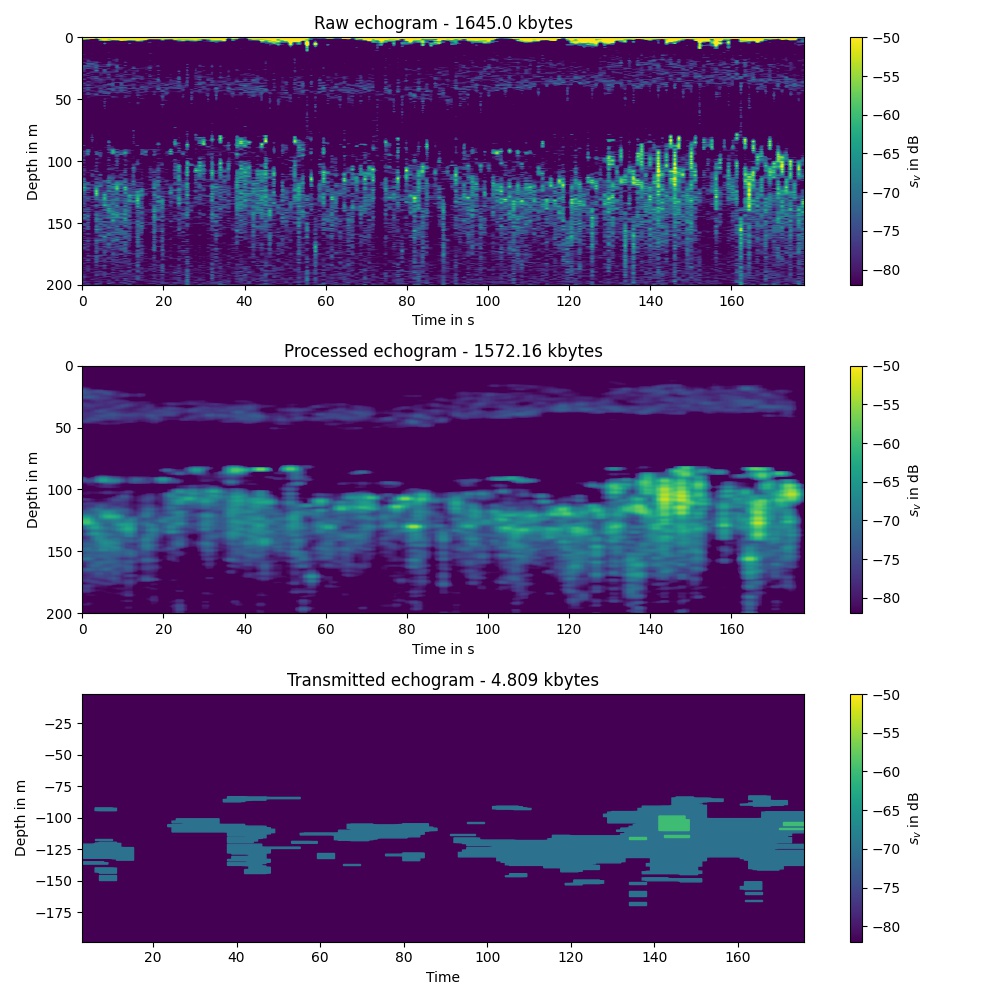 Raw echogram - 1645.0 kbytes
0
50
100
150
200
Depth in m
0 20 40 60 80 100 120 140 160
Time in s
−50
−55
−60
−65
−70
−75
−80
sv in dB
Processed echogram - 1572.16 kbytes
0
50
100
150
200
Depth in m
0 20 40 60 80 100 120 140 160
Time in s
−50
−55
−60
−65
−70
−75
−80
sv in dB
Transmitted echogram - 4.809 kbytes
−25
−50
−75
−100
−125
−150
−175
Depth in m
20 40 60 80 100 120 140 160
Time
−50
−55
−60
−65
−70
−75
−80
sv in dB